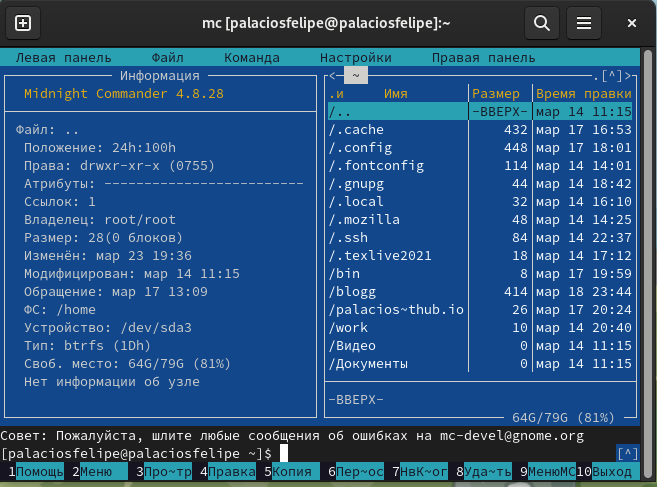 mc [palaciosfelipe@palaciosfelipe]:~
Левая панель Файл Команда Настройки Правая панель
Информация
Midnight Commander 4.8.28
Файл: ..
Положение: 24h:100h
Права: drwxr-xr-x (0755)
Атрибуты: -------------------------
Ссылок: 1
Владелец: root/root
Размер: 28(0 блоков)
Изменён: мар 23 19:36
Модифицирован: мар 14 11:15
Обращение: мар 17 13:09
ФС: /home
Устройство: /dev/sda3
Тип: btrfs (1Dh)
Своб. место: 64G/79G (81%)
Нет информации об узле
<- ~ .[^]>
.и Имя Размер Время правки
/.. -ВВЕРХ- мар 14 11:15
/.cache 432 мар 17 16:53
/.config 448 мар 17 18:01
/.fontconfig 114 мар 14 14:01
/.gnupg 44 мар 14 18:42
/.local 32 мар 14 16:10
/.mozilla 48 мар 14 14:25
/.ssh 84 мар 14 22:37
/.texlive2021 18 мар 14 17:12
/bin 8 мар 17 19:59
/blogg 414 мар 18 23:44
/palacios~thub.io 26 мар 17 20:24
/work 10 мар 14 20:40
/Видео 0 мар 14 11:15
/Документы 0 мар 14 11:15
-ВВЕРХ-
64G/79G (81%)
Совет: Пожалуйста, шлите любые сообщения об ошибках на mc-devel@gnome.org
[palaciosfelipe@palaciosfelipe ~]$ [^]
1Помощь 2Меню 3Про~тр 4Правка 5Копия 6Пер~ос 7НвК~ог 8Уда~ть 9МенюМС 10Выход